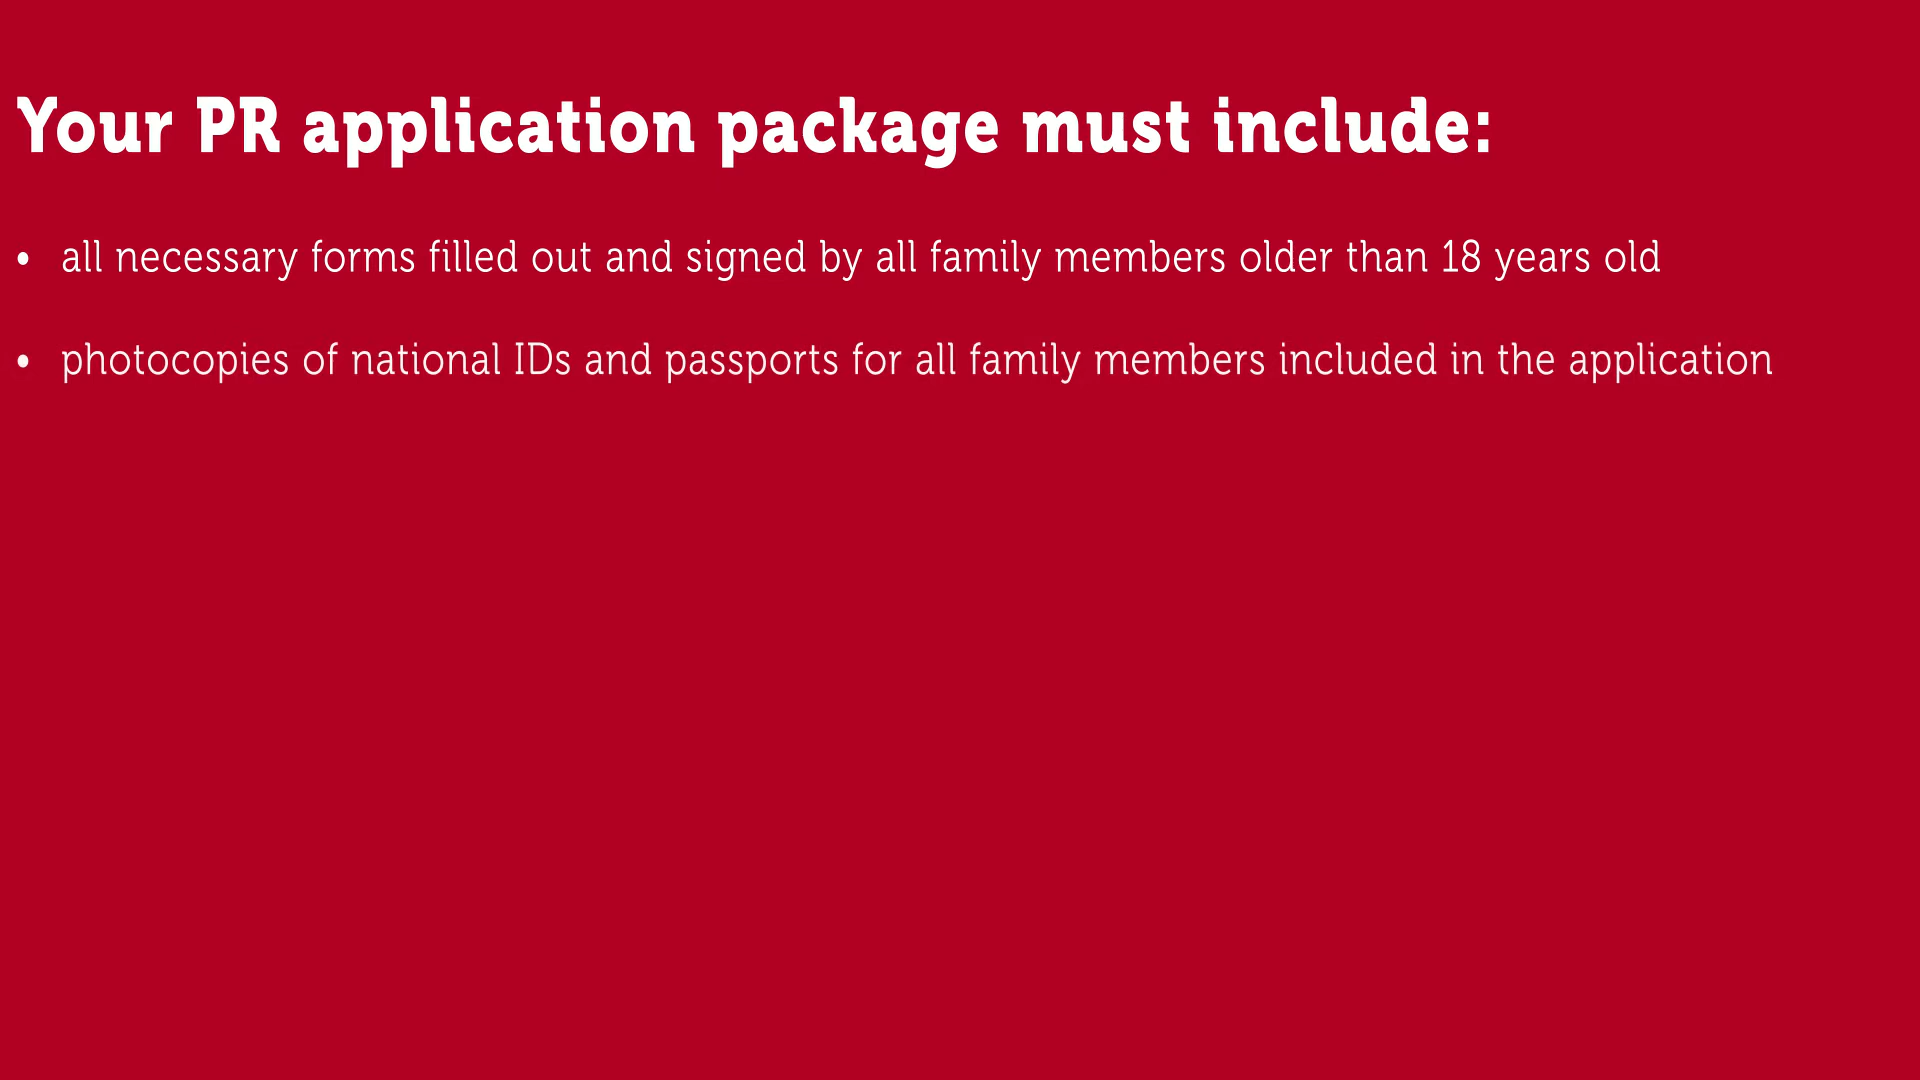 Your PR application package must include:
• all necessary forms filled out and signed by all family members older than 18 years old
• photocopies of national IDs and passports for all family members included in the application